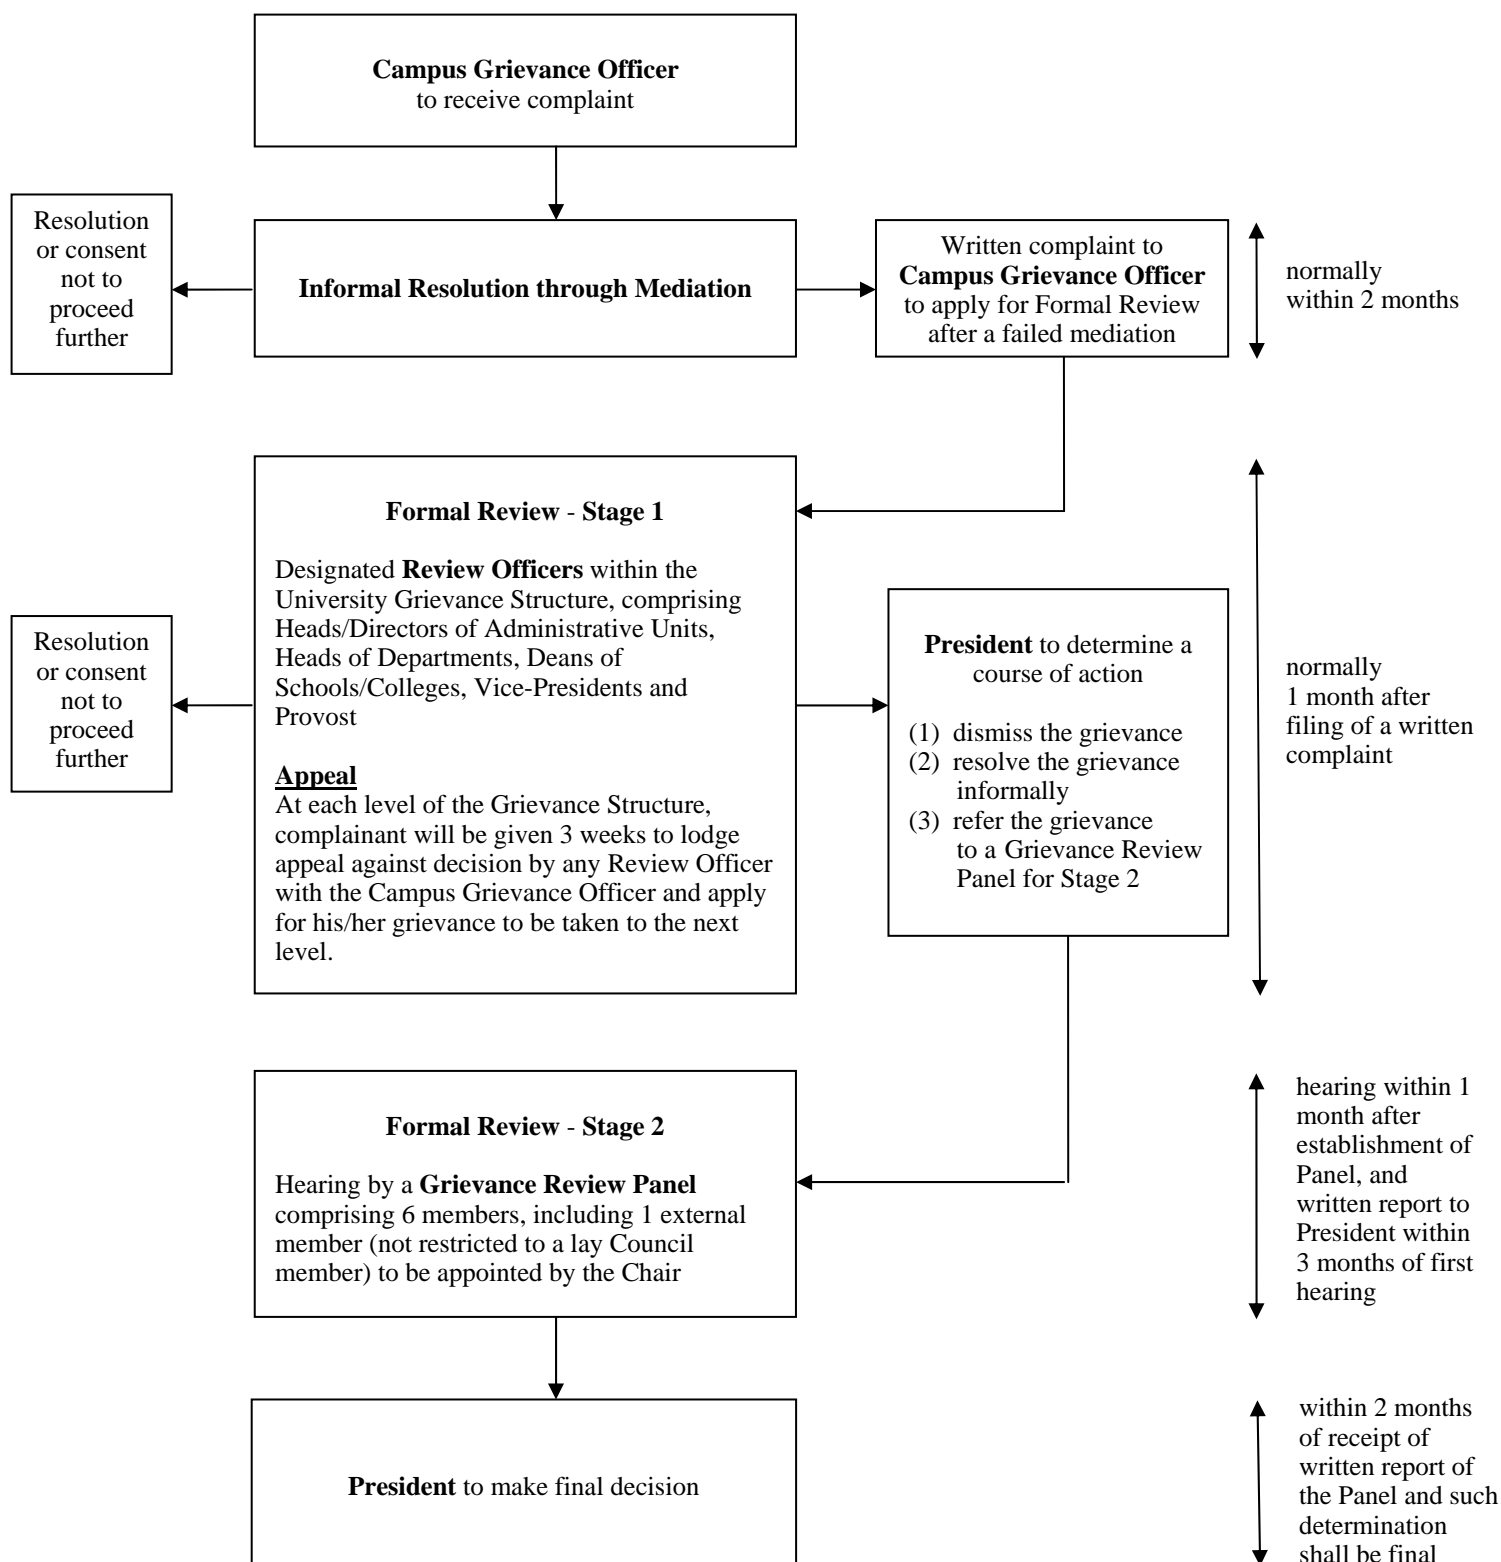 Campus Grievance Officer
to receive complaint
Resolution
or consent
not to
proceed
further
Informal Resolution through Mediation
Written complaint to
Campus Grievance Officer
to apply for Formal Review
after a failed mediation
normally
within 2 months
Formal Review - Stage 1
Designated Review Officers within the
University Grievance Structure, comprising
Heads/Directors of Administrative Units,
Heads of Departments, Deans of
Schools/Colleges, Vice-Presidents and
Provost
Appeal
At each level of the Grievance Structure,
complainant will be given 3 weeks to lodge
appeal against decision by any Review Officer
with the Campus Grievance Officer and apply
for his/her grievance to be taken to the next
level.
Resolution
or consent
not to
proceed
further
President to determine a
course of action
(1) dismiss the grievance
(2) resolve the grievance
informally
(3) refer the grievance
to a Grievance Review
Panel for Stage 2
normally
1 month after
filing of a written
complaint
Formal Review - Stage 2
Hearing by a Grievance Review Panel
comprising 6 members, including 1 external
member (not restricted to a lay Council
member) to be appointed by the Chair
hearing within 1
month after
establishment of
Panel, and
written report to
President within
3 months of first
hearing
President to make final decision
within 2 months
of receipt of
written report of
the Panel and such
determination
shall be final